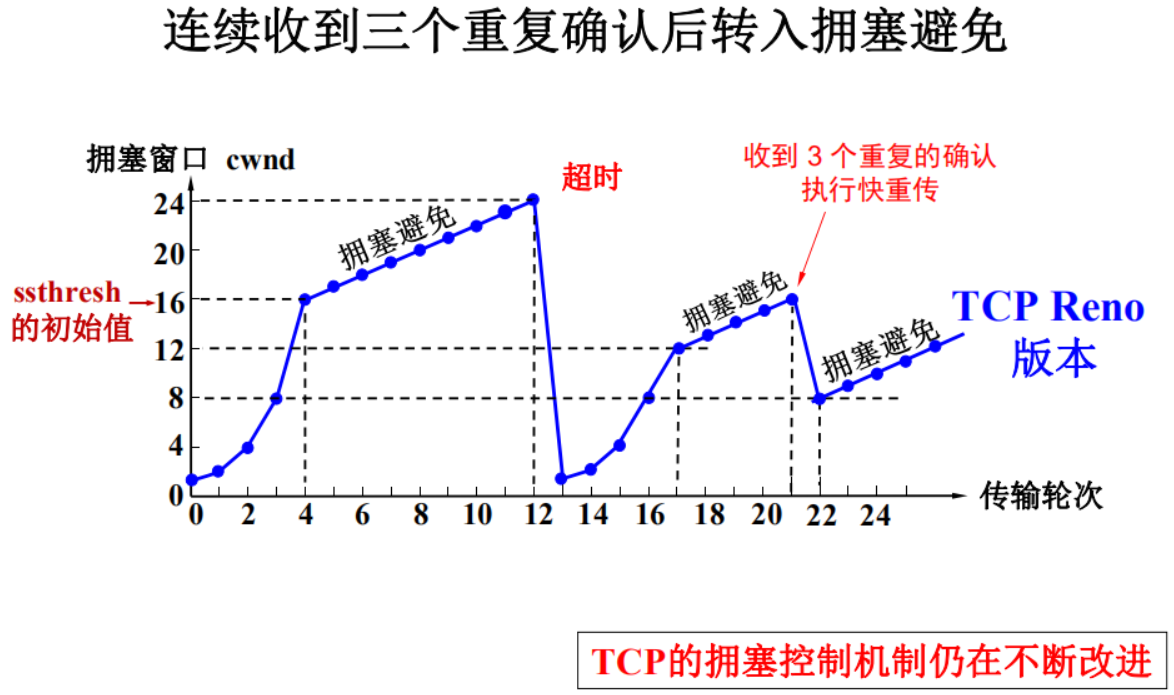 连续收到三个重复确认后转入拥塞避免
拥塞窗口 cwnd
超时
收到 3 个重复的确认
执行快重传
24
20
ssthresh
的初始值
16
12
8
4
0
拥塞避免
拥塞避免
拥塞避免
TCP Reno
版本
0 2 4 6 8 10 12 14 16 18 20 22 24
传输轮次
TCP的拥塞控制机制仍在不断改进